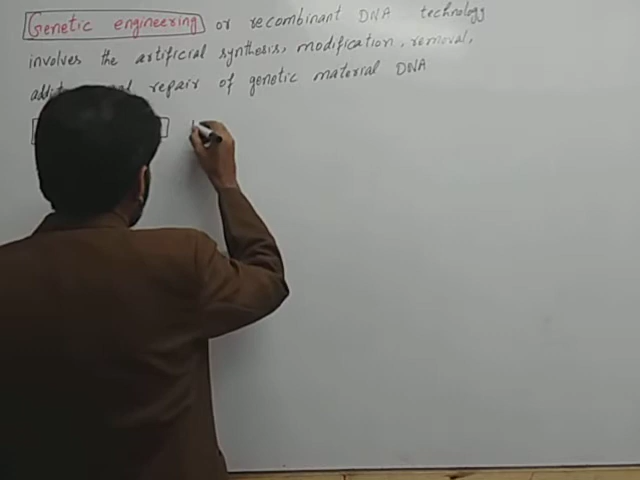 Genetic engineering or recombinant DNA technology
involves the artificial synthesis, modification, removal,
repair of genetic material DNA